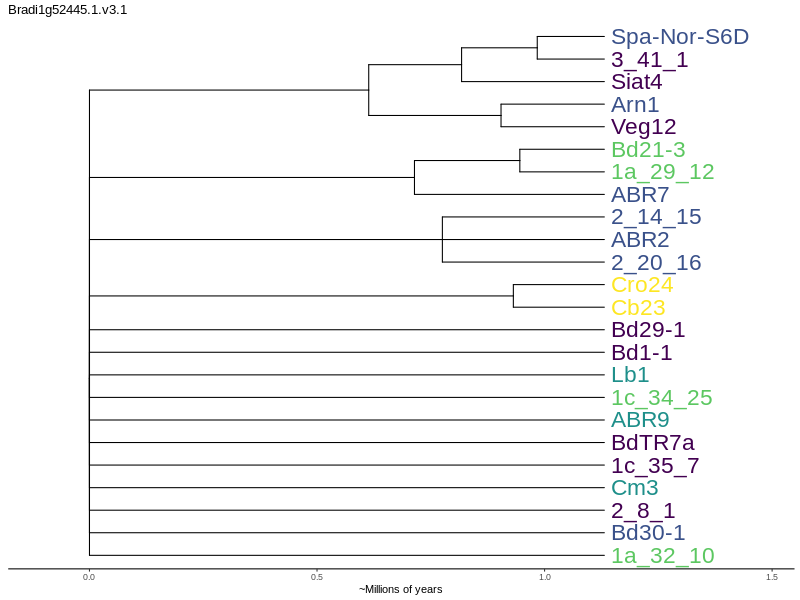 Bradi1g52445.1.v3.1
Spa-Nor-S6D
3_41_1
Siat4
Arn1
Veg12
Bd21-3
1a_29_12
ABR7
2_14_15
ABR2
2_20_16
Cro24
Cb23
Bd29-1
Bd1-1
Lb1
1c_34_25
ABR9
BdTR7a
1c_35_7
Cm3
2_8_1
Bd30-1
1a_32_10
0.0 0.5 1.0 1.5
~Millions of years